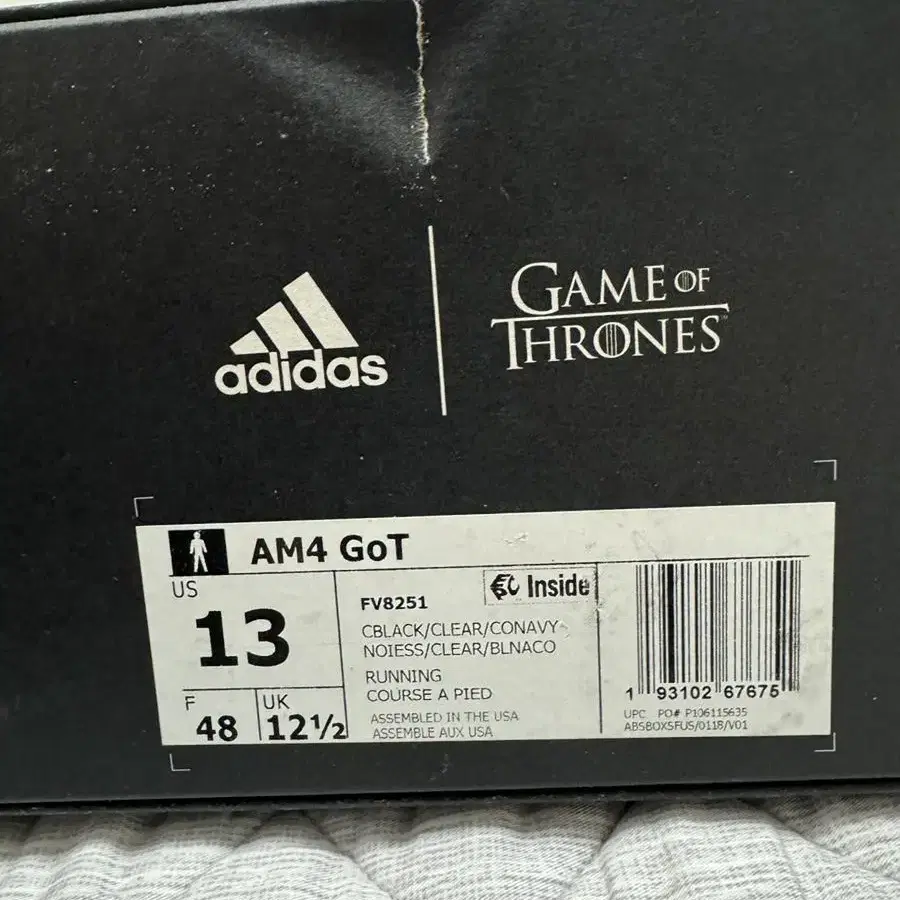 adidas
GAME OF
THRONES
AM4 GoT
US
13
F
48
UK
12½
FV8251
Inside
CBLACK/CLEAR/CONAVY
NOIESS/CLEAR/BLNACO
RUNNING
COURSE A PIED
ASSEMBLED IN THE USA
ASSEMBLE AUX USA
1 93102 67675
UPC PO# P106115635
ABSBOXSFUS/0118/V01